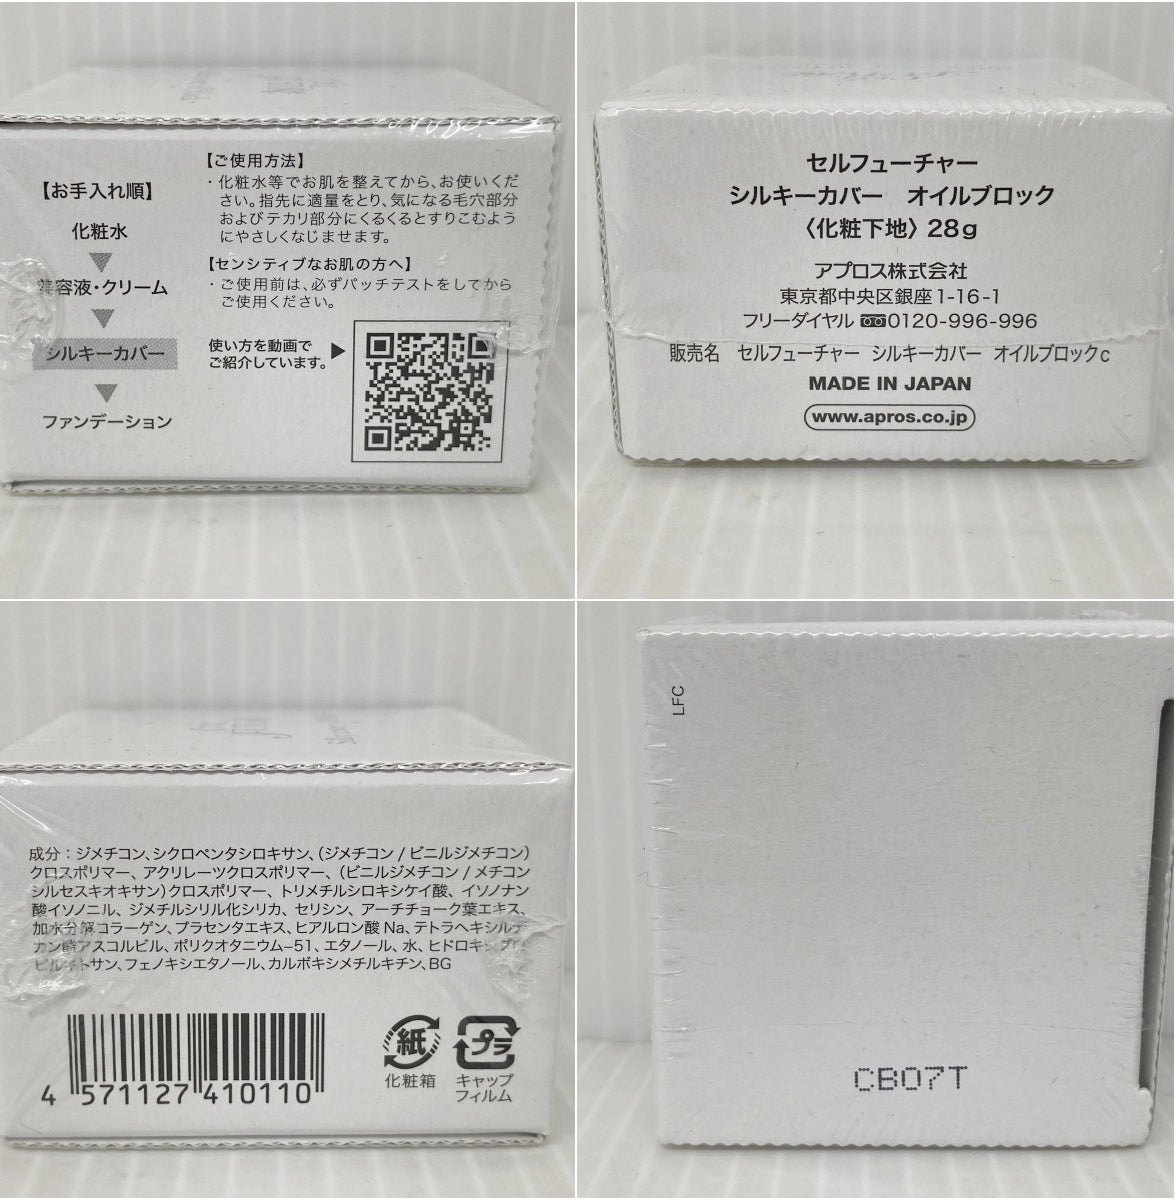 【お手入れ順】
化粧水
美容液・クリーム
シルキーカバー
ファンデーション
【ご使用方法】
・化粧水等でお肌を整えてから、お使いくだ
さい。指先に適量をとり、気になる毛穴部分
およびテカリ部分にくるくるとすりこむよう
にやさしくなじませます。
【センシティブなお肌の方へ】
・ご使用前は、必ずパッチテストをしてから
ご使用ください。
使い方を動画で
ご紹介しています。▶
セルフューチャー
シルキーカバー オイルブロック
〈化粧下地〉28g
アプロス株式会社
東京都中央区銀座1-16-1
フリーダイヤル 0120-996-996
販売名 セルフューチャー シルキーカバー オイルブロックc
MADE IN JAPAN
www.apros.co.jp
成分：ジメチコン、シクロペンタシロキサン、（ジメチコン / ビニルジメチコン）
クロスポリマー、アクリレーツクロスポリマー、（ビニルジメチコン / メチコン
シルセスキオキサン）クロスポリマー、トリメチルシロキシケイ酸、イソノナン
酸イソノニル、ジメチルシリル化シリカ、セリシン、アーチチョーク葉エキス、
加水分解コラーゲン、プラセンタエキス、ヒアルロン酸 Na、テトラヘキシルデ
カン酸アスコルビル、ポリクオタニウム−51、エタノール、水、ヒドロキシプロ
ピルキトサン、フェノキシエタノール、カルボキシメチルキチン、BG
4 571127 410110
紙
化粧箱
プラ
キャップ
フィルム
LFC
CB07T